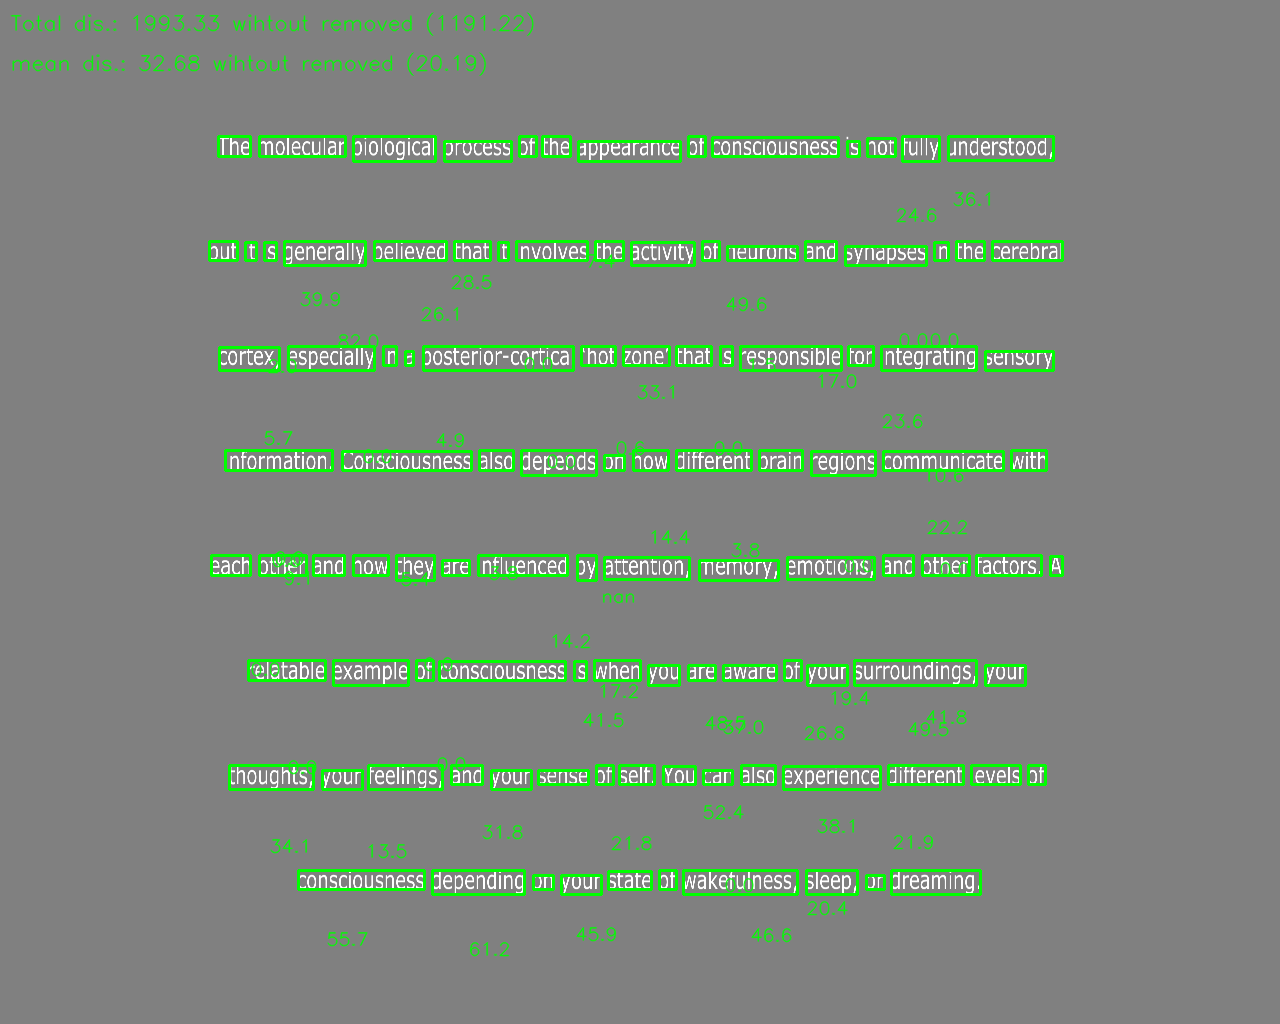 Total dis.: 1993.33 wihtout removed (1191.22)
mean dis.: 32.68 wihtout removed (20.19)
The molecular biological process of the appearance of consciousness is not fully understood,
36.1
24.6
but it is generally believed that it involves the activity of neurons and synapses in the cerebral
28.5
39.9 49.6
26.1
82.0 0.00.0
cortex, especially in a posterior-cortical 'hot zone' that is responsible for integrating sensory
17.0
33.1
23.6
5.7 4.9 0.6 0.9
information. Consciousness also depends on how different brain regions communicate with
10.6
22.2
14.4 3.8
each other and how they are influenced by attention, memory, emotions, and other factors. A
nan
14.2
relatable example of consciousness is when you are aware of your surroundings, your
17.2 19.4
41.5 48.5 37.0 26.8 49.5 41.8
thoughts, your feelings, and your sense of self. You can also experience different levels of
52.4
31.8 38.1
34.1 13.5 21.8 21.9
consciousness depending on your state of wakefulness, sleep, or dreaming.
20.4
55.7 61.2 45.9 46.6